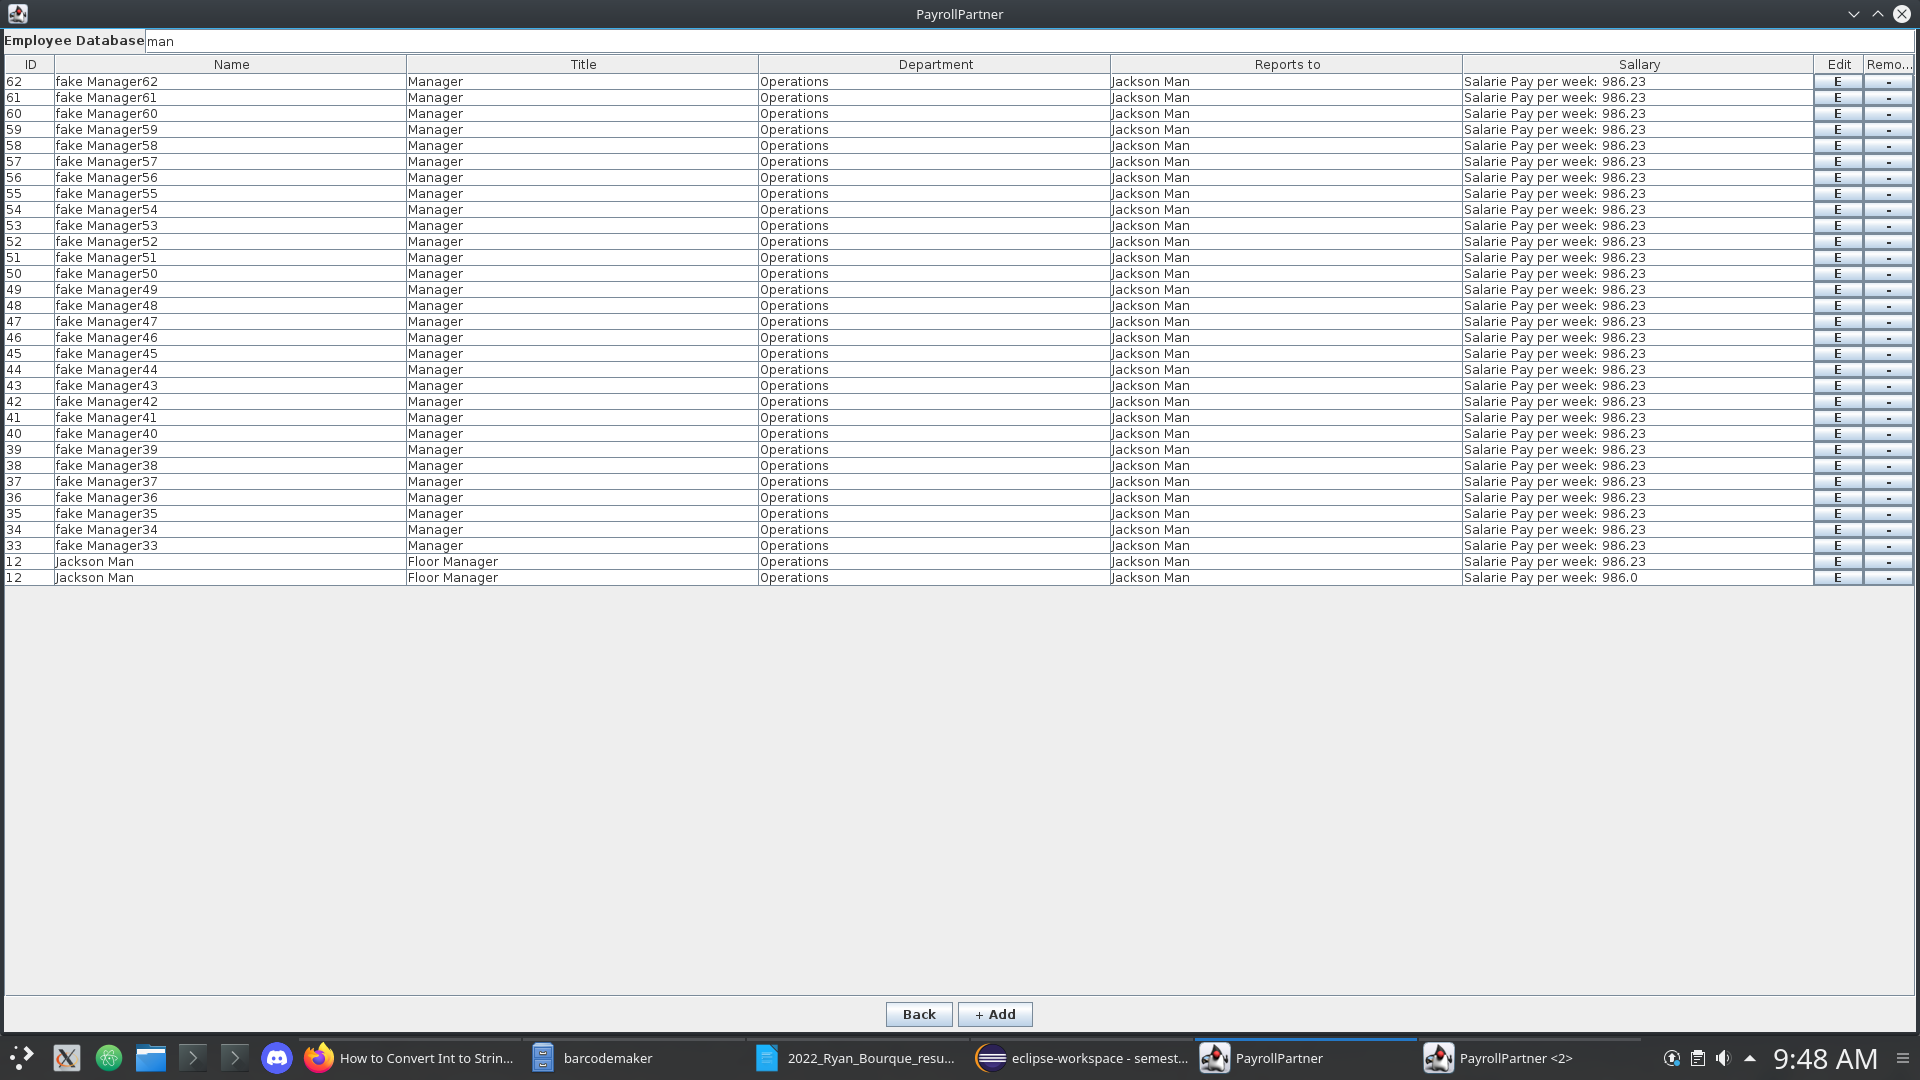 PayrollPartner
Employee Database man
ID Name Title Department Reports to Sallary Edit Remo...
62 fake Manager62 Manager Operations Jackson Man Salarie Pay per week: 986.23 E -
61 fake Manager61 Manager Operations Jackson Man Salarie Pay per week: 986.23 E -
60 fake Manager60 Manager Operations Jackson Man Salarie Pay per week: 986.23 E -
59 fake Manager59 Manager Operations Jackson Man Salarie Pay per week: 986.23 E -
58 fake Manager58 Manager Operations Jackson Man Salarie Pay per week: 986.23 E -
57 fake Manager57 Manager Operations Jackson Man Salarie Pay per week: 986.23 E -
56 fake Manager56 Manager Operations Jackson Man Salarie Pay per week: 986.23 E -
55 fake Manager55 Manager Operations Jackson Man Salarie Pay per week: 986.23 E -
54 fake Manager54 Manager Operations Jackson Man Salarie Pay per week: 986.23 E -
53 fake Manager53 Manager Operations Jackson Man Salarie Pay per week: 986.23 E -
52 fake Manager52 Manager Operations Jackson Man Salarie Pay per week: 986.23 E -
51 fake Manager51 Manager Operations Jackson Man Salarie Pay per week: 986.23 E -
50 fake Manager50 Manager Operations Jackson Man Salarie Pay per week: 986.23 E -
49 fake Manager49 Manager Operations Jackson Man Salarie Pay per week: 986.23 E -
48 fake Manager48 Manager Operations Jackson Man Salarie Pay per week: 986.23 E -
47 fake Manager47 Manager Operations Jackson Man Salarie Pay per week: 986.23 E -
46 fake Manager46 Manager Operations Jackson Man Salarie Pay per week: 986.23 E -
45 fake Manager45 Manager Operations Jackson Man Salarie Pay per week: 986.23 E -
44 fake Manager44 Manager Operations Jackson Man Salarie Pay per week: 986.23 E -
43 fake Manager43 Manager Operations Jackson Man Salarie Pay per week: 986.23 E -
42 fake Manager42 Manager Operations Jackson Man Salarie Pay per week: 986.23 E -
41 fake Manager41 Manager Operations Jackson Man Salarie Pay per week: 986.23 E -
40 fake Manager40 Manager Operations Jackson Man Salarie Pay per week: 986.23 E -
39 fake Manager39 Manager Operations Jackson Man Salarie Pay per week: 986.23 E -
38 fake Manager38 Manager Operations Jackson Man Salarie Pay per week: 986.23 E -
37 fake Manager37 Manager Operations Jackson Man Salarie Pay per week: 986.23 E -
36 fake Manager36 Manager Operations Jackson Man Salarie Pay per week: 986.23 E -
35 fake Manager35 Manager Operations Jackson Man Salarie Pay per week: 986.23 E -
34 fake Manager34 Manager Operations Jackson Man Salarie Pay per week: 986.23 E -
33 fake Manager33 Manager Operations Jackson Man Salarie Pay per week: 986.23 E -
12 Jackson Man Floor Manager Operations Jackson Man Salarie Pay per week: 986.23 E -
12 Jackson Man Floor Manager Operations Jackson Man Salarie Pay per week: 986.0 E -
Back + Add
How to Convert Int to Strin... barcodemaker 2022_Ryan_Bourque_resu... eclipse-workspace - semest... PayrollPartner PayrollPartner <2> 9:48 AM